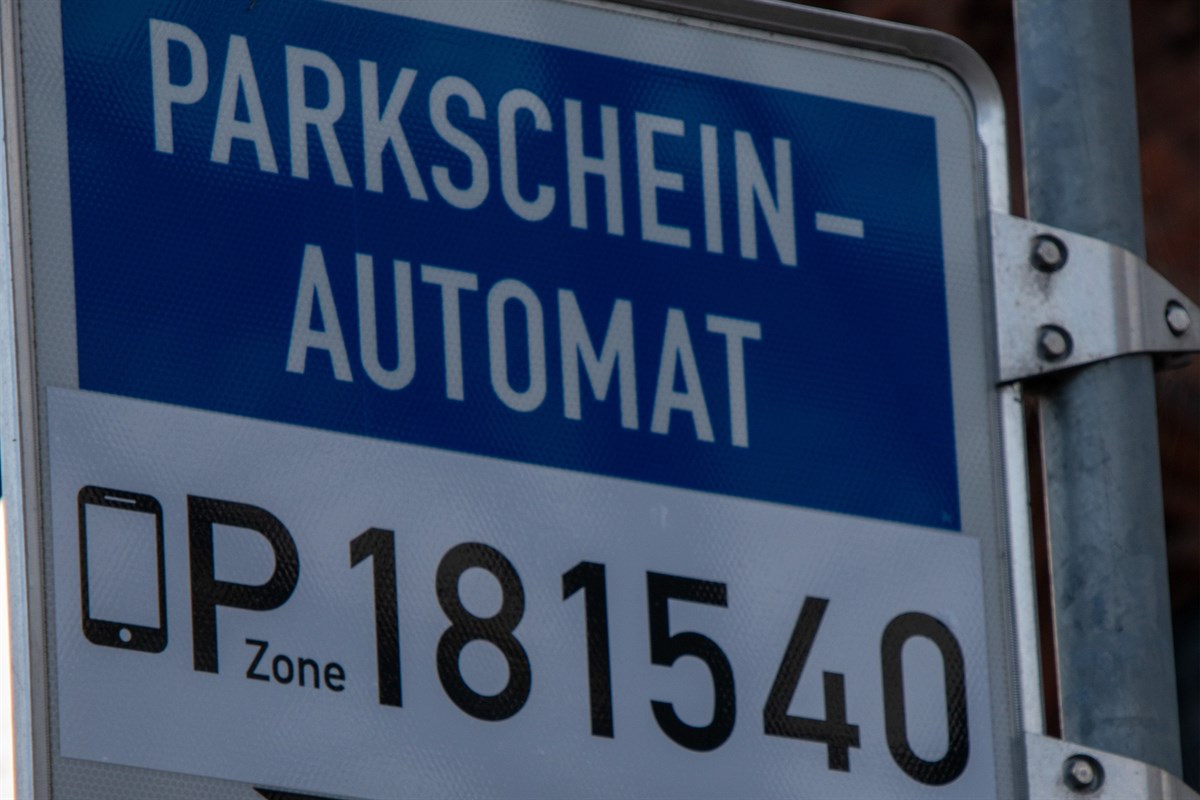 PARKSCHEIN-
AUTOMAT
P Zone 181540